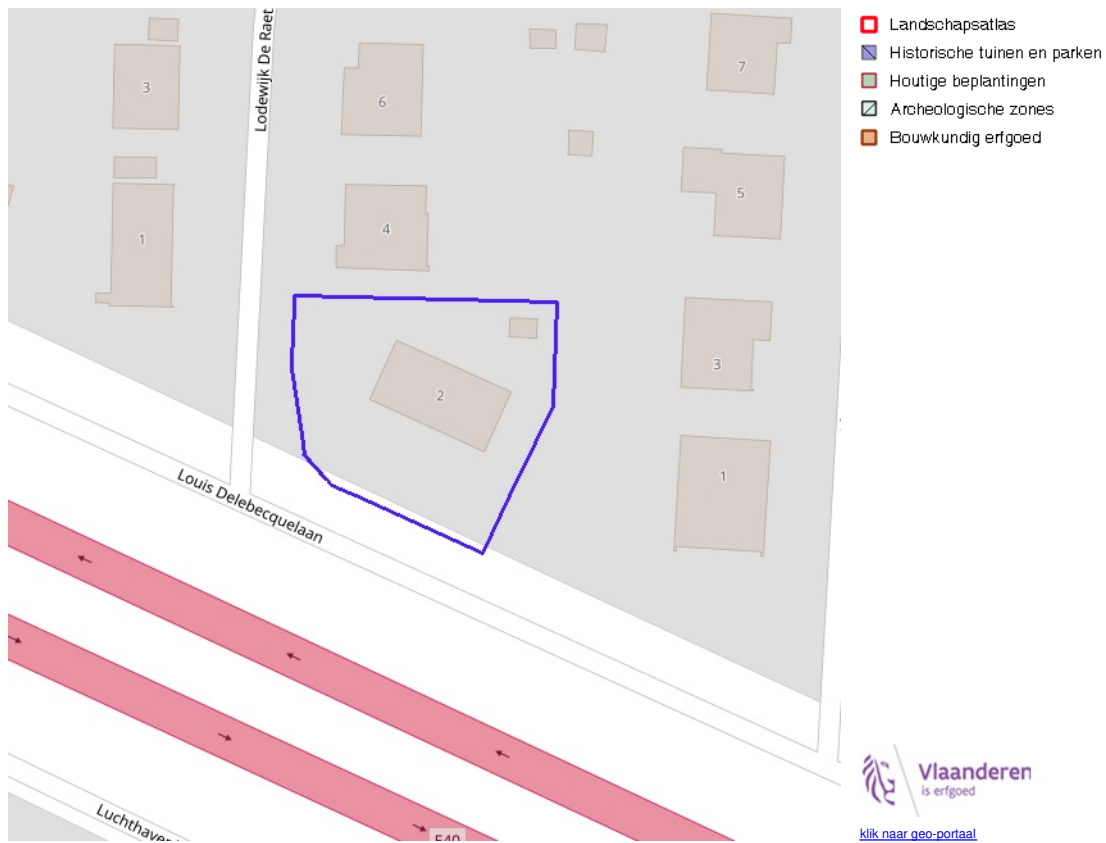 Lodewijk De Raet
3
6
7
1
4
5
2
3
1
Louis Delebecquelaan
E40
Landschapsatlas
Historische tuinen en parken
Houtige beplantingen
Archeologische zones
Bouwkundig erfgoed
Vlaanderen
is erfgoed
klik naar geo-portaal